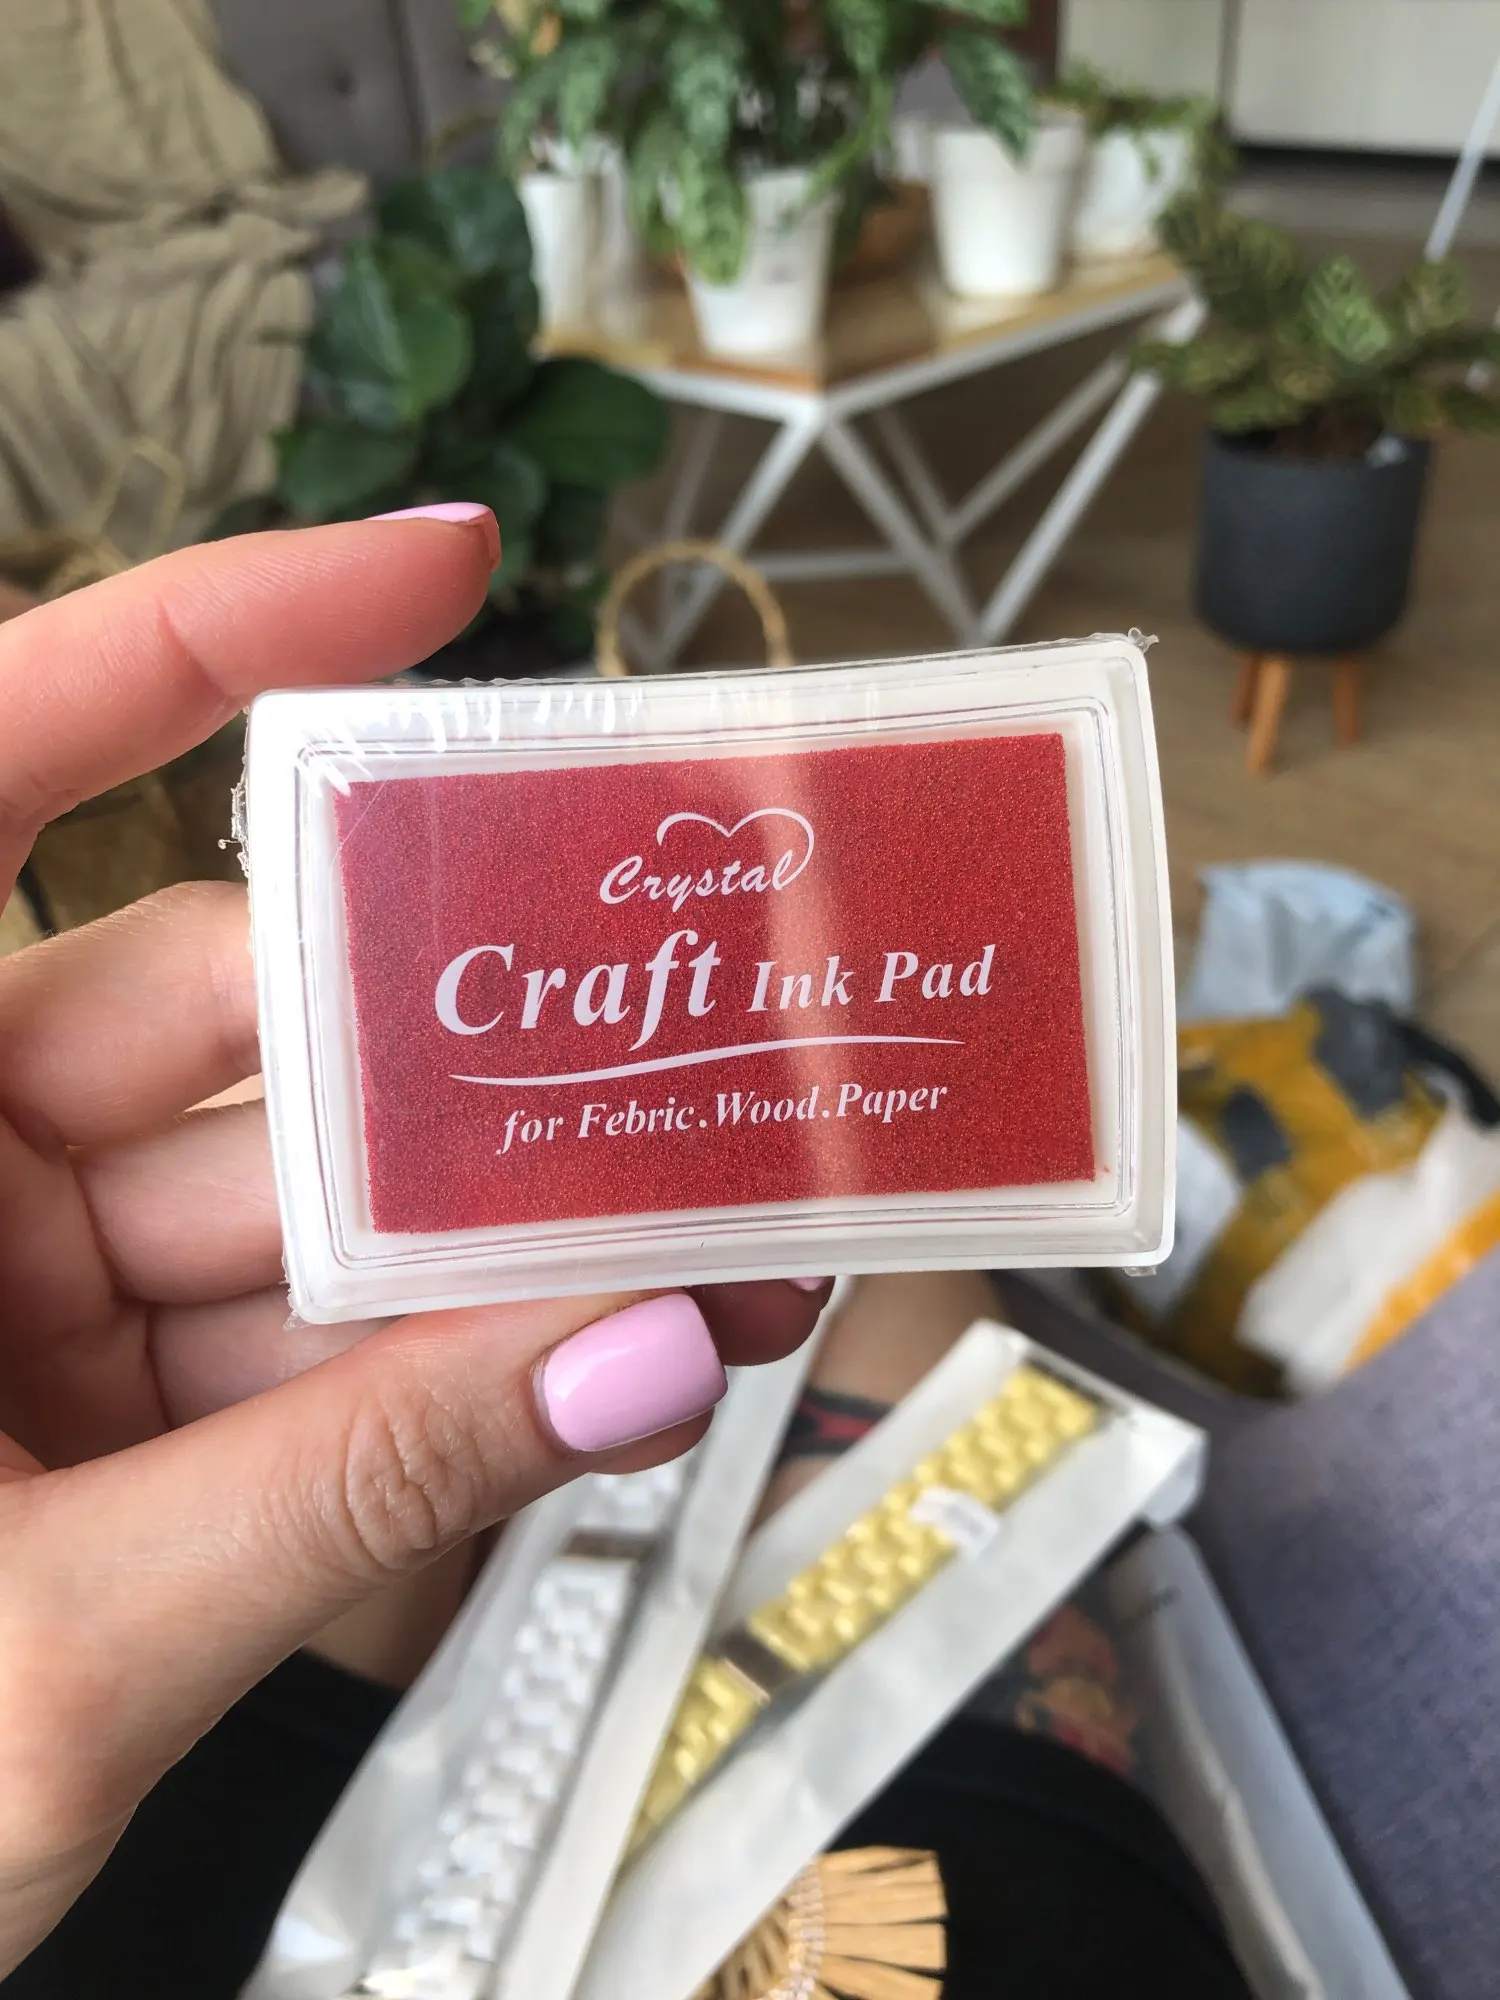 Crystal
Craft Ink Pad
for Febric.Wood.Paper